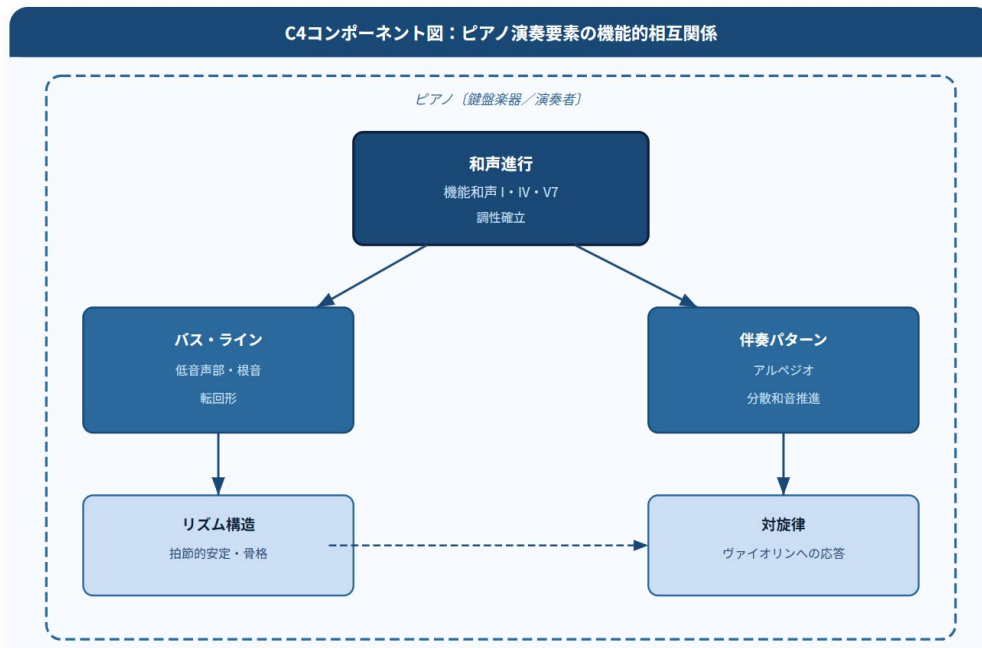 C4コンポーネント図：ピアノ演奏要素の機能的相互関係
ピアノ〔鍵盤楽器／演奏者〕
和声進行
機能和声 I・IV・V7
調性確立
バス・ライン
低音声部・根音
転回形
伴奏パターン
アルペジオ
分散和音推進
リズム構造
拍節的安定・骨格
対旋律
ヴァイオリンへの応答